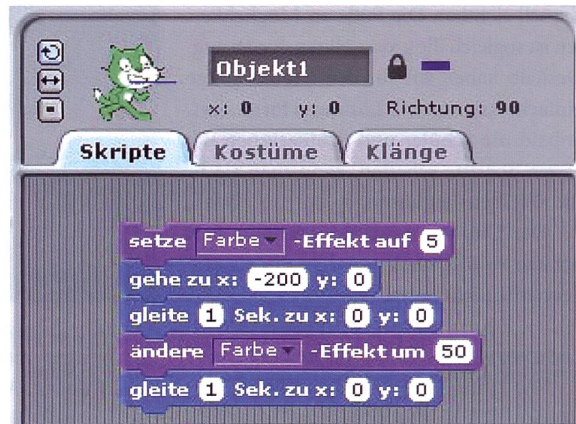 Objekt1
x: 0 y: 0 Richtung: 90
Skripte Kostüme Klänge
setze Farbe -Effekt auf 5
gehe zu x: -200 y: 0
gleite 1 Sek. zu x: 0 y: 0
ändere Farbe -Effekt um 50
gleite 1 Sek. zu x: 0 y: 0